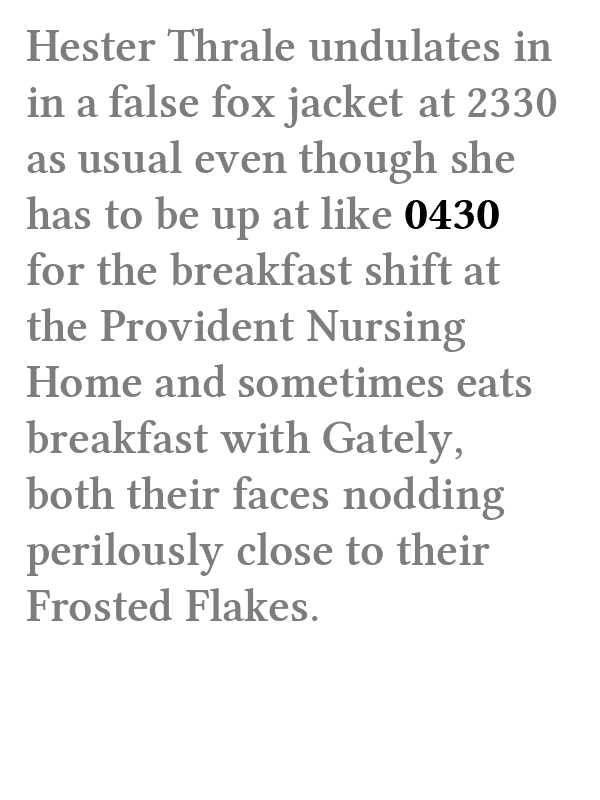 Hester Thrale undulates in
in a false fox jacket at 2330
as usual even though she
has to be up at like 0430
for the breakfast shift at
the Provident Nursing
Home and sometimes eats
breakfast with Gately,
both their faces nodding
perilously close to their
Frosted Flakes.